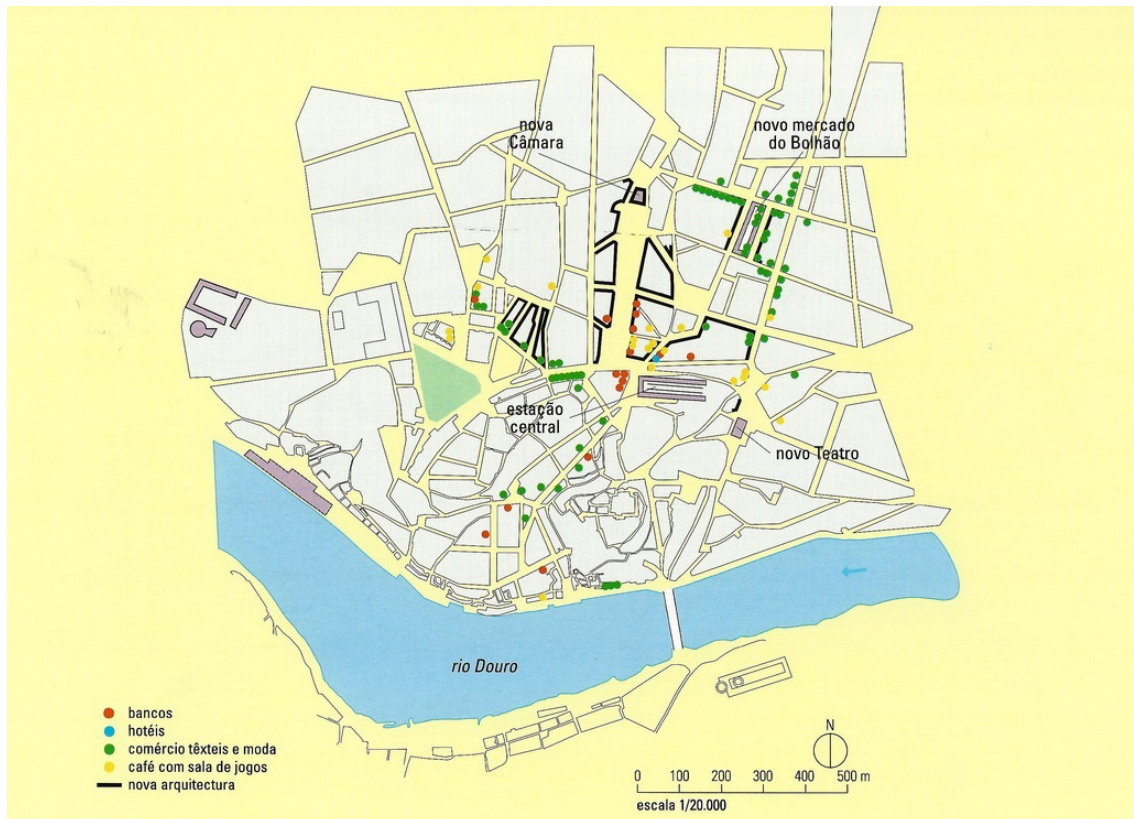 nova
Câmara
novo mercado
do Bolhão
estação
central
novo Teatro
rio Douro
bancos
hotéis
comércio têxteis e moda
café com sala de jogos
nova arquitectura
N
0 100 200 300 400 500 m
escala 1/20.000